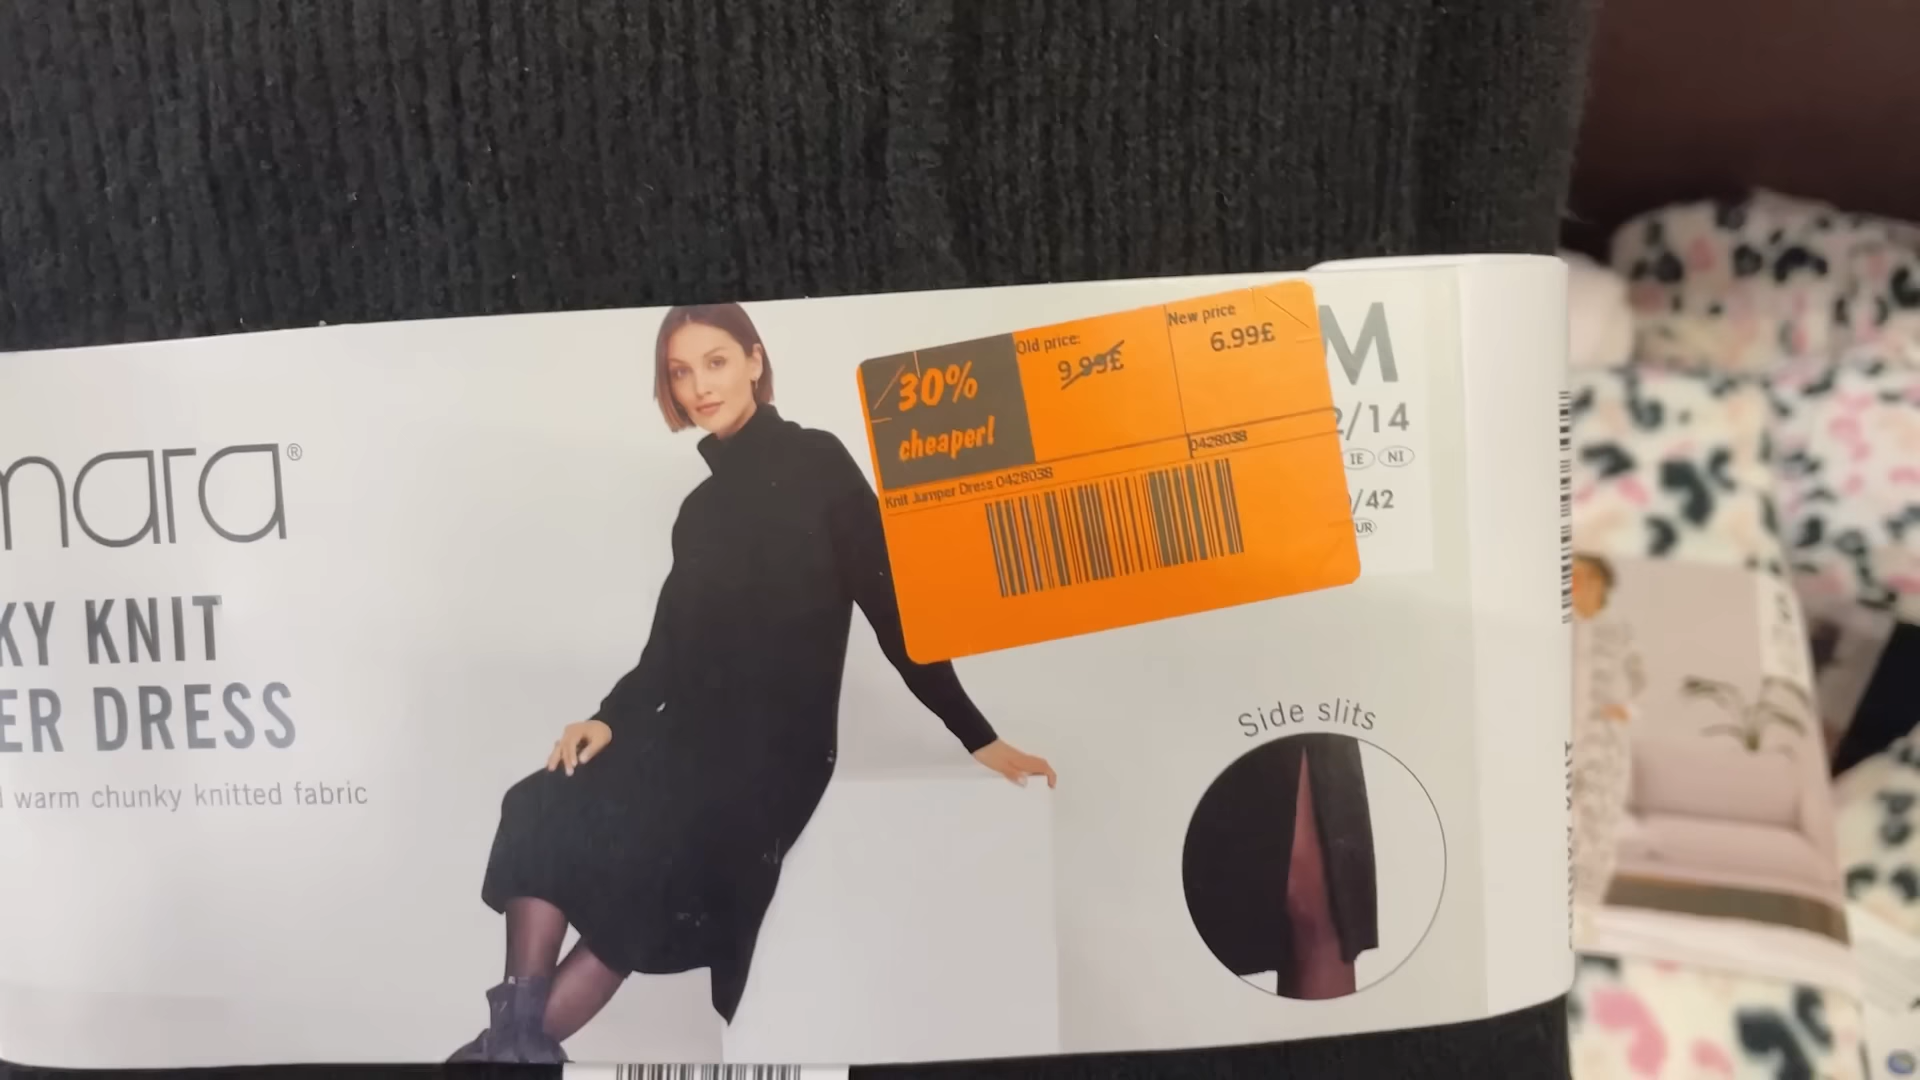 mara®
KY KNIT
ER DRESS
warm chunky knitted fabric
30%
cheaper!
Old price:
9.99£
New price
6.99£
Knit Jumper Dress 0428038
0428038
M
2/14
IE NI
/42
UR
Side slits